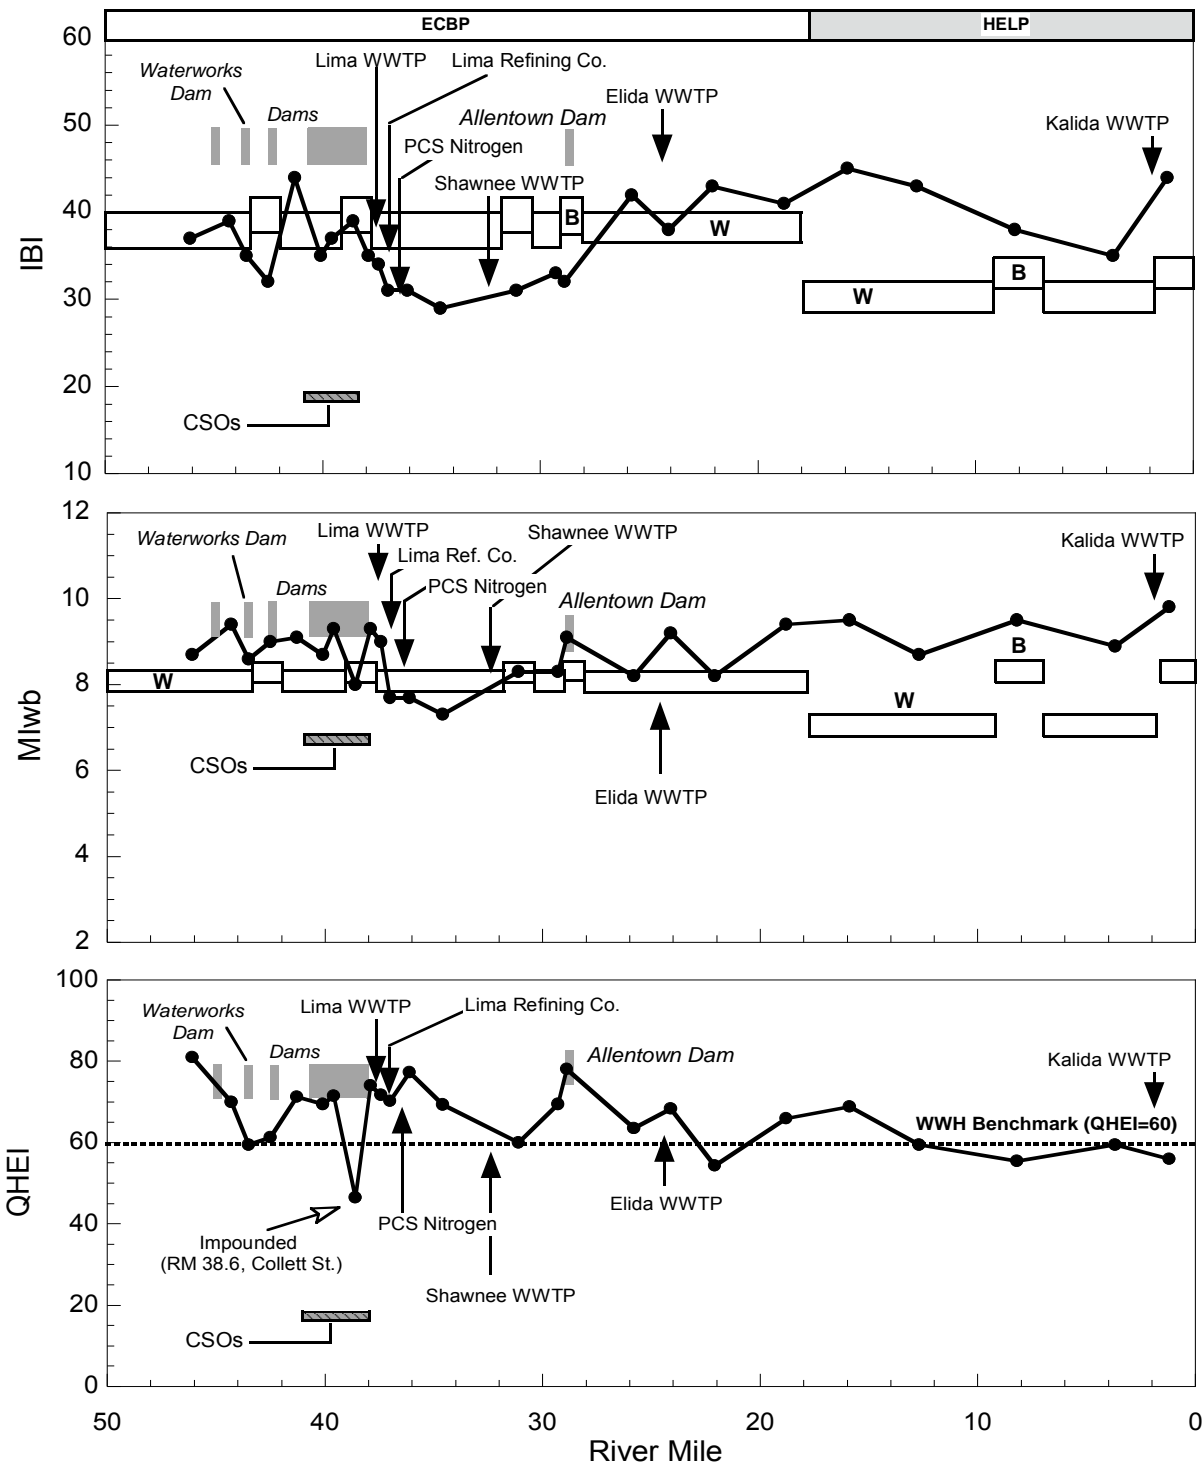 ECBP HELP
60
50
40
30
20
10
IBI
Waterworks
Dam
Dams
Lima WWTP
Lima Refining Co.
PCS Nitrogen
Shawnee WWTP
Allentown Dam
Elida WWTP
Kalida WWTP
B
W
W
B
CSOs
12
10
8
6
4
2
MIwb
Waterworks Dam
Dams
Lima WWTP
Lima Ref. Co.
PCS Nitrogen
Shawnee WWTP
Allentown Dam
Kalida WWTP
W
B
W
CSOs
Elida WWTP
100
80
60
40
20
0
QHEI
Waterworks
Dam
Dams
Lima WWTP
Lima Refining Co.
Allentown Dam
Kalida WWTP
WWH Benchmark (QHEI=60)
Elida WWTP
PCS Nitrogen
Impounded
(RM 38.6, Collett St.)
Shawnee WWTP
CSOs
50 40 30 20 10 0
River Mile